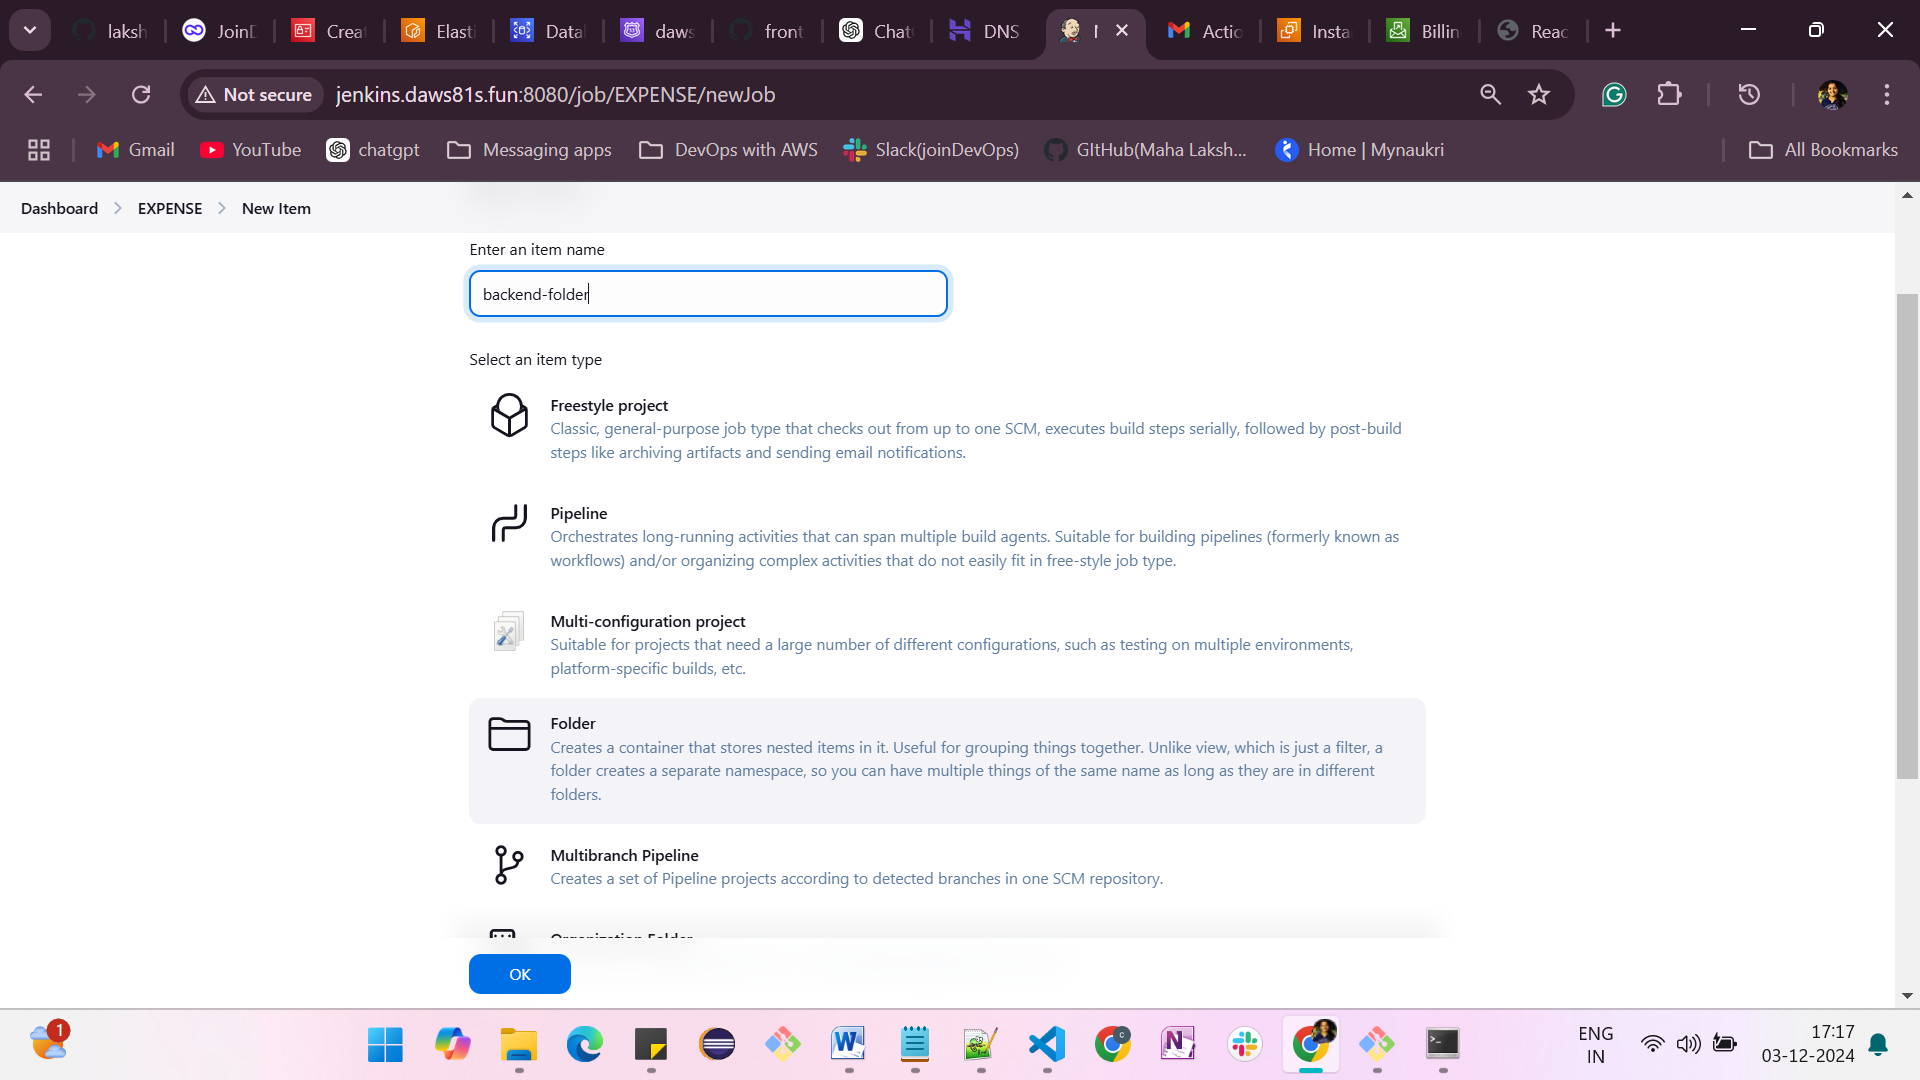 laksh
JoinD
Creat
Elasti
Datal
daws
front
Chat
DNS
Actio
Insta
Billin
Reac
Not secure
jenkins.daws81s.fun:8080/job/EXPENSE/newJob
Gmail
YouTube
chatgpt
Messaging apps
DevOps with AWS
Slack(joinDevOps)
GItHub(Maha Laksh...
Home | Mynaukri
All Bookmarks
Dashboard
EXPENSE
New Item
Enter an item name
backend-folder
Select an item type
Freestyle project
Classic, general-purpose job type that checks out from up to one SCM, executes build steps serially, followed by post-build
steps like archiving artifacts and sending email notifications.
Pipeline
Orchestrates long-running activities that can span multiple build agents. Suitable for building pipelines (formerly known as
workflows) and/or organizing complex activities that do not easily fit in free-style job type.
Multi-configuration project
Suitable for projects that need a large number of different configurations, such as testing on multiple environments,
platform-specific builds, etc.
Folder
Creates a container that stores nested items in it. Useful for grouping things together. Unlike view, which is just a filter, a
folder creates a separate namespace, so you can have multiple things of the same name as long as they are in different
folders.
Multibranch Pipeline
Creates a set of Pipeline projects according to detected branches in one SCM repository.
Organization Folder
OK
1
ENG
IN
17:17
03-12-2024